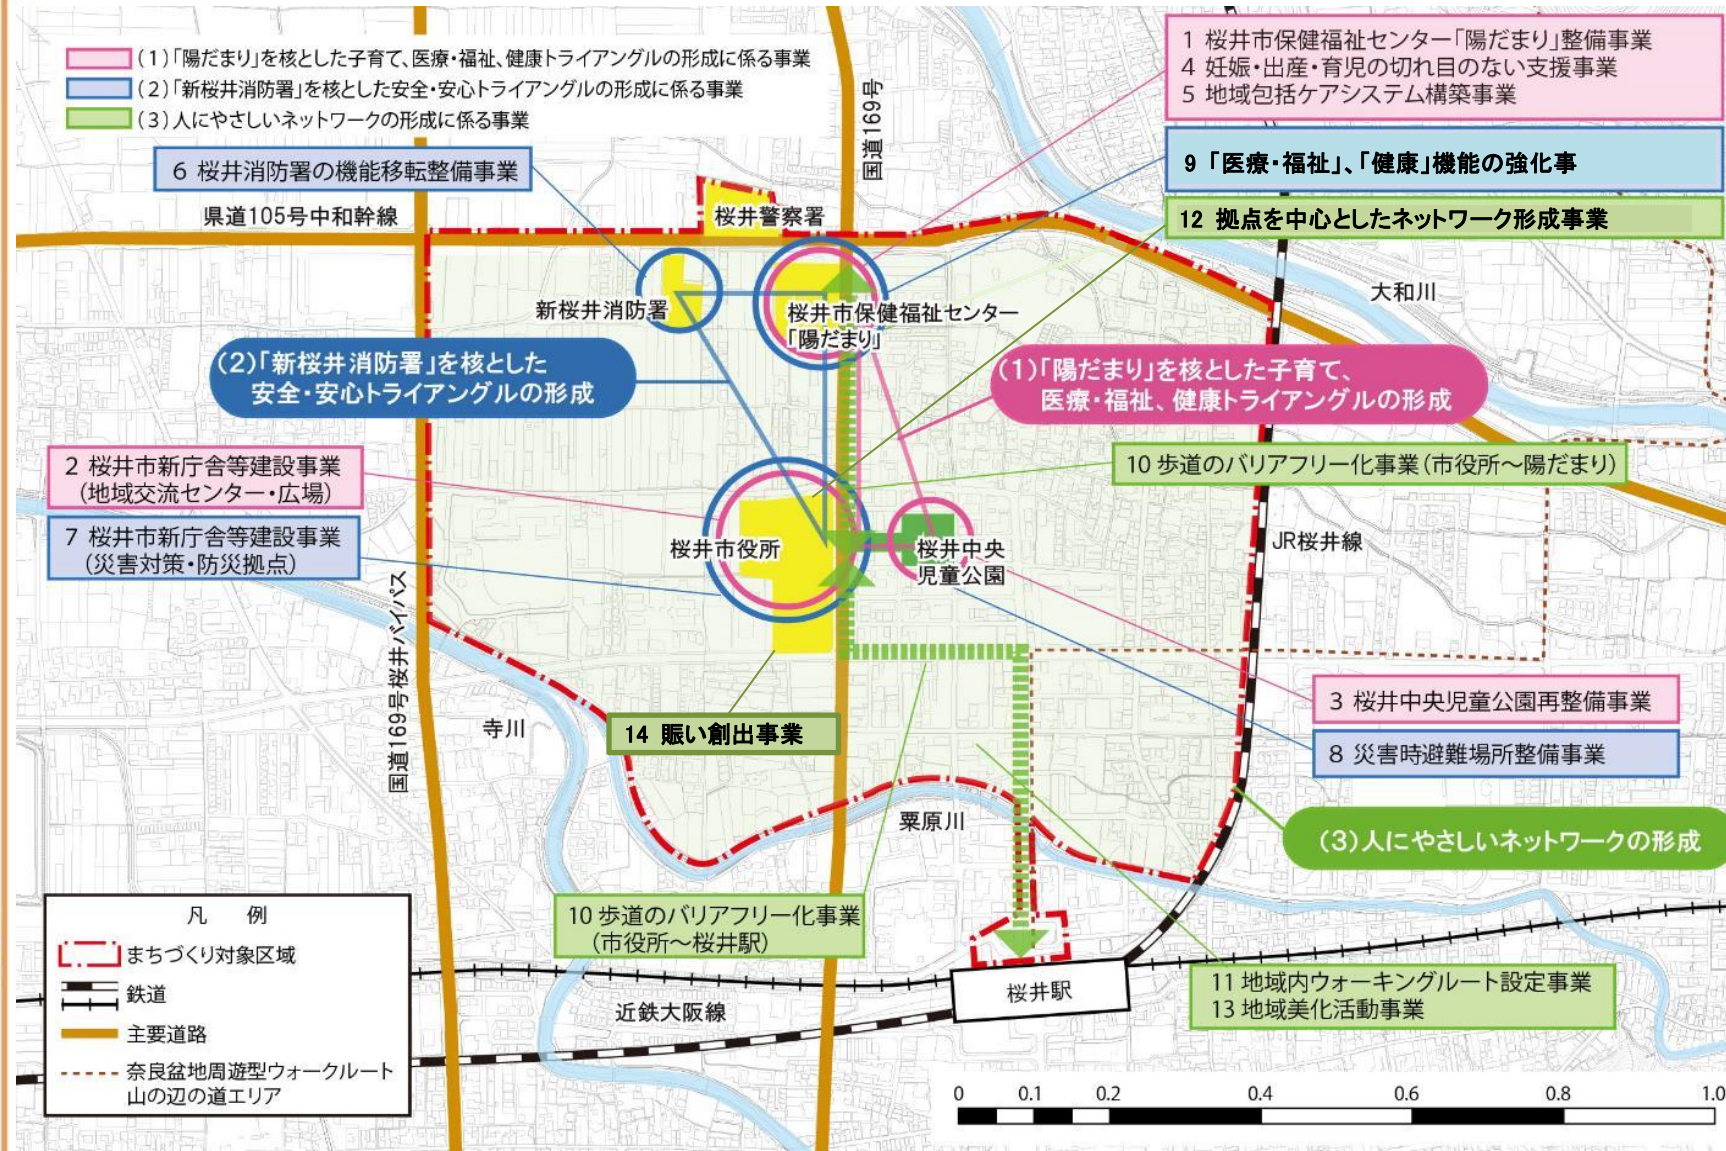 (1)「陽だまり」を核とした子育て、医療・福祉、健康トライアングルの形成に係る事業
(2)「新桜井消防署」を核とした安全・安心トライアングルの形成に係る事業
(3)人にやさしいネットワークの形成に係る事業
1 桜井市保健福祉センター「陽だまり」整備事業
4 妊娠・出産・育児の切れ目のない支援事業
5 地域包括ケアシステム構築事業
国道169号
9 「医療・福祉」、「健康」機能の強化事
6 桜井消防署の機能移転整備事業
県道105号中和幹線
桜井警察署
12 拠点を中心としたネットワーク形成事業
大和川
新桜井消防署
桜井市保健福祉センター
「陽だまり」
(2)「新桜井消防署」を核とした
安全・安心トライアングルの形成
(1)「陽だまり」を核とした子育て、
医療・福祉、健康トライアングルの形成
2 桜井市新庁舎等建設事業
(地域交流センター・広場)
10 歩道のバリアフリー化事業(市役所～陽だまり)
7 桜井市新庁舎等建設事業
(災害対策・防災拠点)
桜井市役所
桜井中央
児童公園
JR桜井線
国道169号桜井バイパス
3 桜井中央児童公園再整備事業
寺川
14 賑い創出事業
8 災害時避難場所整備事業
粟原川
(3)人にやさしいネットワークの形成
凡 例
まちづくり対象区域
鉄道
主要道路
奈良盆地周遊型ウォークルート
山の辺の道エリア
10 歩道のバリアフリー化事業
(市役所～桜井駅)
11 地域内ウォーキングルート設定事業
13 地域美化活動事業
桜井駅
近鉄大阪線
0 0.1 0.2 0.4 0.6 0.8 1.0